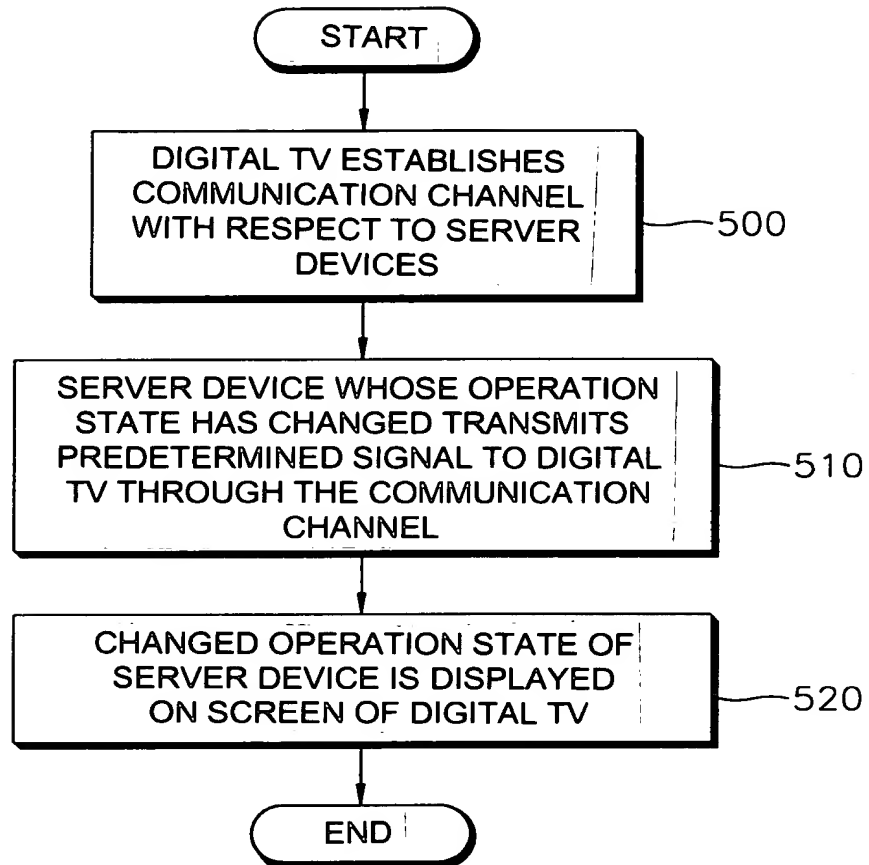 START
DIGITAL TV ESTABLISHES
COMMUNICATION CHANNEL
WITH RESPECT TO SERVER
DEVICES
500
SERVER DEVICE WHOSE OPERATION
STATE HAS CHANGED TRANSMITS
PREDETERMINED SIGNAL TO DIGITAL
TV THROUGH THE COMMUNICATION
CHANNEL
510
CHANGED OPERATION STATE OF
SERVER DEVICE IS DISPLAYED
ON SCREEN OF DIGITAL TV
520
END